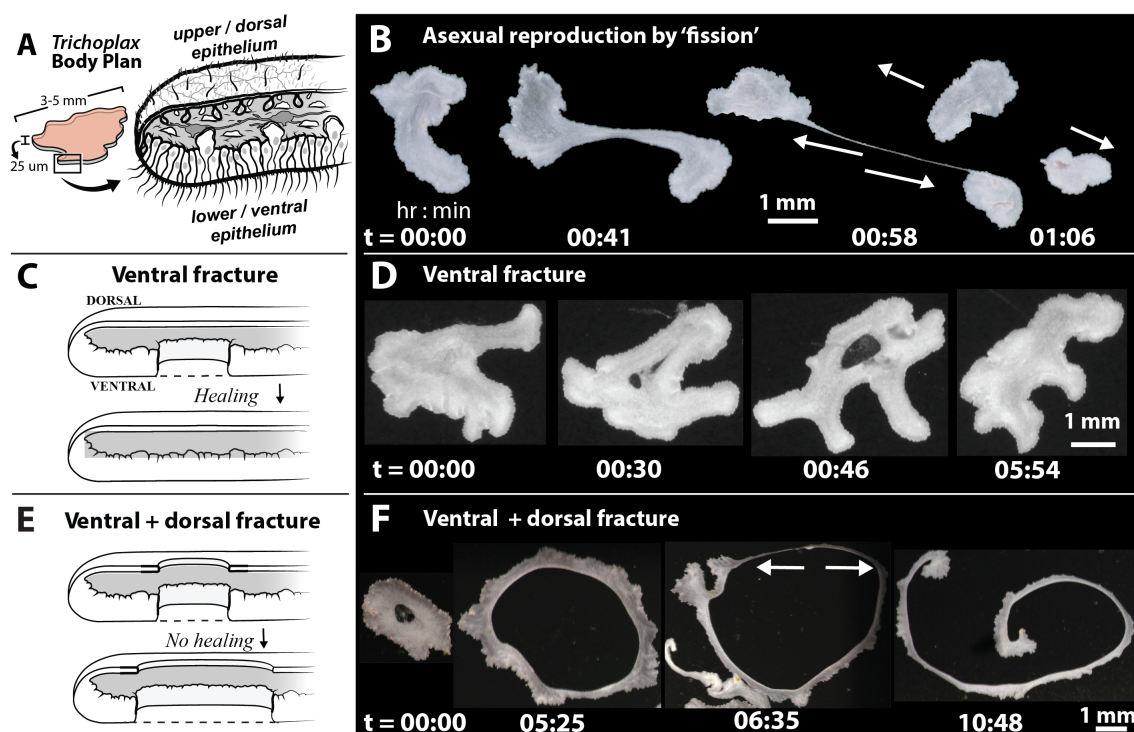 A
Trichoplax
Body Plan
3-5 mm
25 um
upper / dorsal
epithelium
lower / ventral
epithelium
B Asexual reproduction by ‘fission’
hr : min
1 mm
t = 00:00 00:41 00:58 01:06
C Ventral fracture
DORSAL
VENTRAL
Healing
D Ventral fracture
1 mm
t = 00:00 00:30 00:46 05:54
E Ventral + dorsal fracture
No healing
F Ventral + dorsal fracture
t = 00:00 05:25 06:35 10:48 1 mm